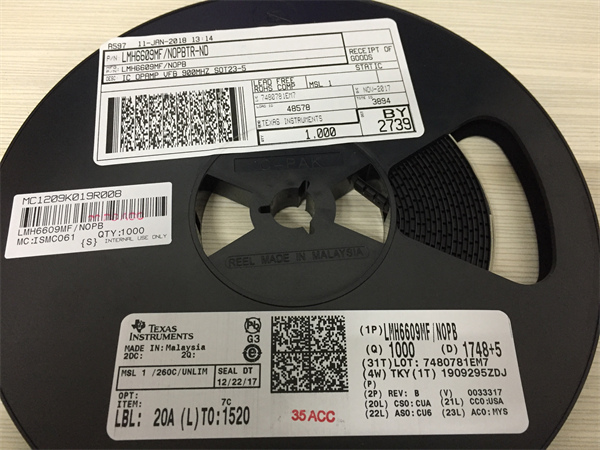 A597 11-JAN-2018 13:14
P/N LMH6609MF/NOPBTR-ND
LMH6609MF/NOPB
IC OPAMP VFB 900MHZ SOT23-5
RECEIPT OF
GOODS
STATIC
LEAD FREE
ROHS COMP
MSL 1
7480781EM7
NOV-2017
48578
3894
TEXAS INSTRUMENTS
1.000
BY
2739
MC1209K019R008
LMH6609MF/NOPB
MC:ISMC061 QTY:1000
{S} INTERNAL USE ONLY
REEL MADE IN MALAYSIA
TEXAS
INSTRUMENTS
MADE IN: Malaysia
2DC: 2Q:
MSL 1 /260C/UNLIM
SEAL DT
12/22/17
OPT:
ITEM: 7C
LBL: 20A (L)TO:1520
Pb
G3
35ACC
(1P) LMH6609MF/NOPB
(Q) 1000 (D) 1748+5
(31T) LOT: 7480781EM7
(4W) TKY(1T) 1909295ZDJ
(P)
(2P) REV: B (V) 0033317
(20L) CSO:CUA (21L) CCO:USA
(22L) ASO:CU6 (23L) ACO:MYS